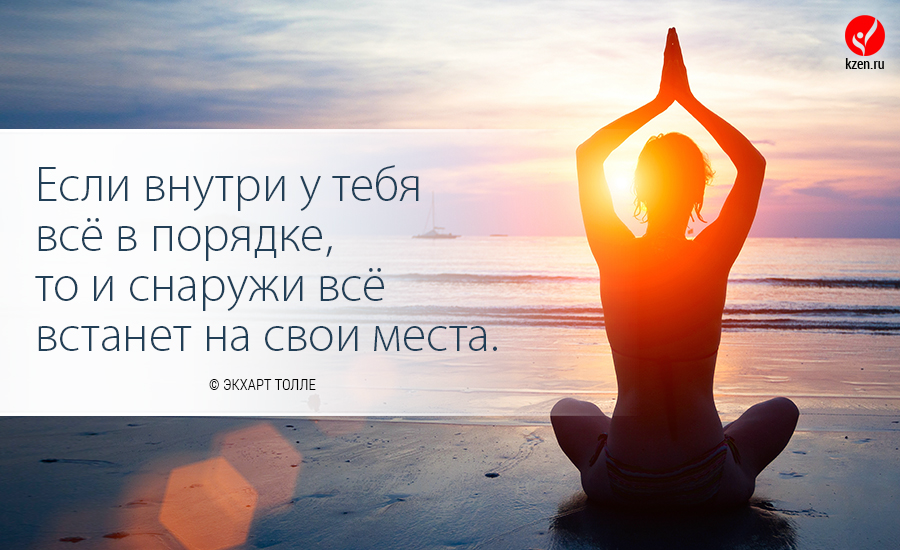 kzen.ru
Если внутри у тебя
всё в порядке,
то и снаружи всё
встанет на свои места.
© ЭКХАРТ ТОЛЛЕ